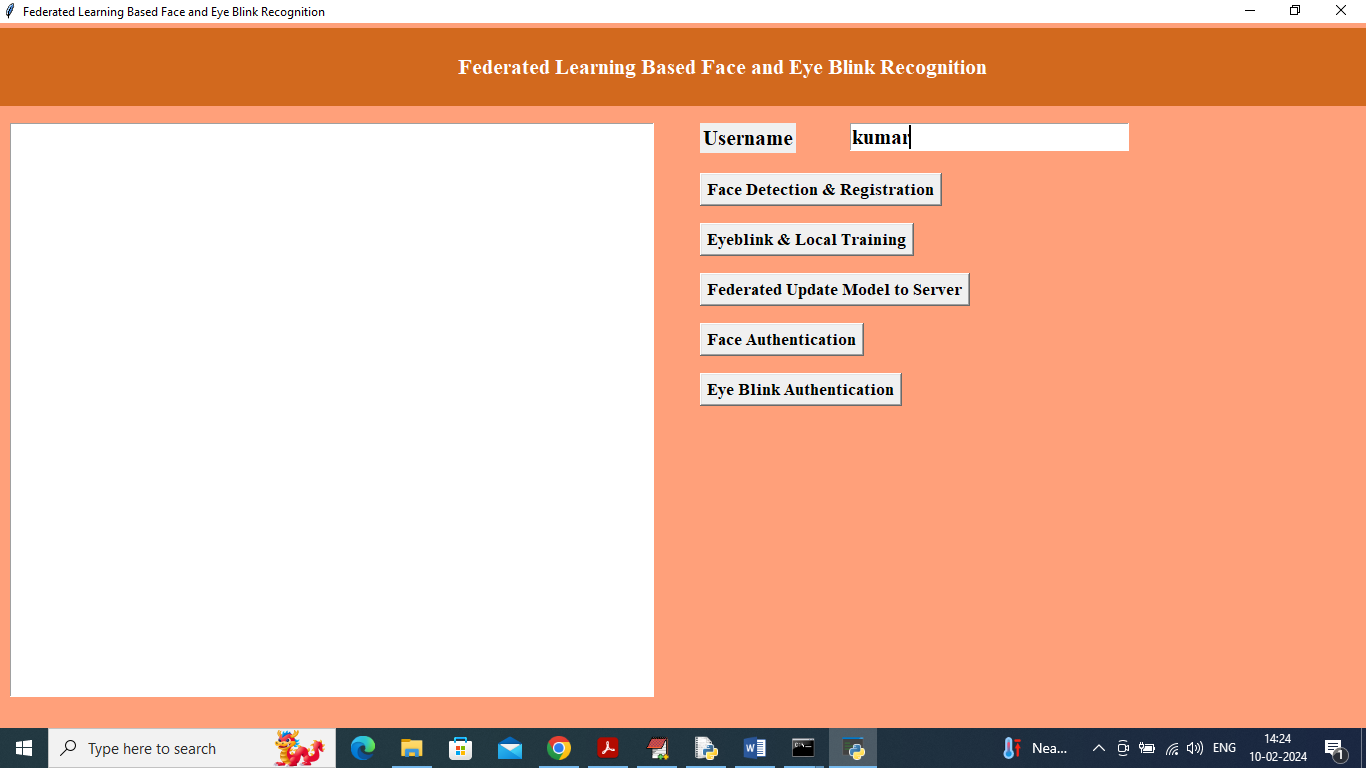 Federated Learning Based Face and Eye Blink Recognition
Federated Learning Based Face and Eye Blink Recognition
Username kumar
Face Detection & Registration
Eyeblink & Local Training
Federated Update Model to Server
Face Authentication
Eye Blink Authentication
Type here to search
Nea...
ENG
14:24
10-02-2024
1